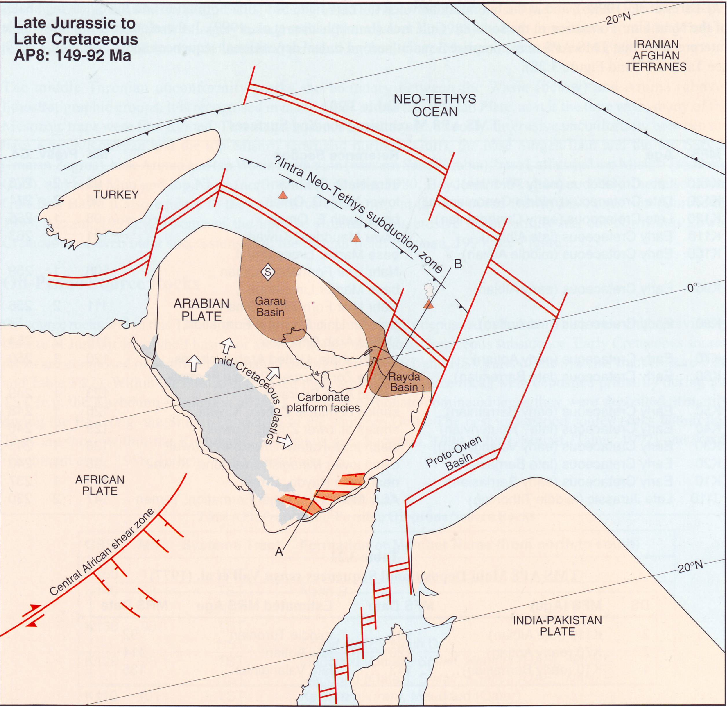 Late Jurassic to
Late Cretaceous
AP8: 149-92 Ma
20°N
IRANIAN
AFGHAN
TERRANES
NEO-TETHYS
OCEAN
?Intra Neo-Tethys subduction zone
TURKEY
B
S
0°
ARABIAN
PLATE
Garau
Basin
mid-Cretaceous clastics
Carbonate
platform facies
Rayda
Basin
Proto-Owen
Basin
AFRICAN
PLATE
Central African shear zone
A
20°N
INDIA-PAKISTAN
PLATE